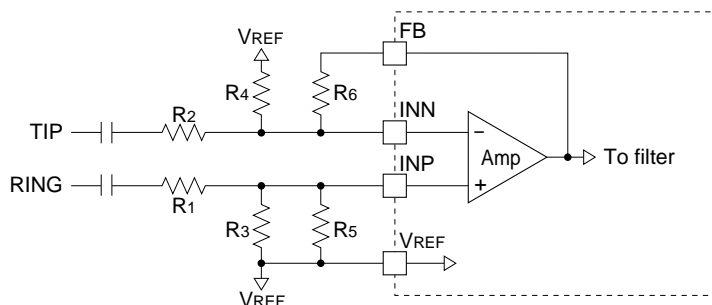 FB
VREF
R4
R6
INN
R2
TIP
Amp
To filter
INP
RING
R1
R3
R5
VREF
VREF